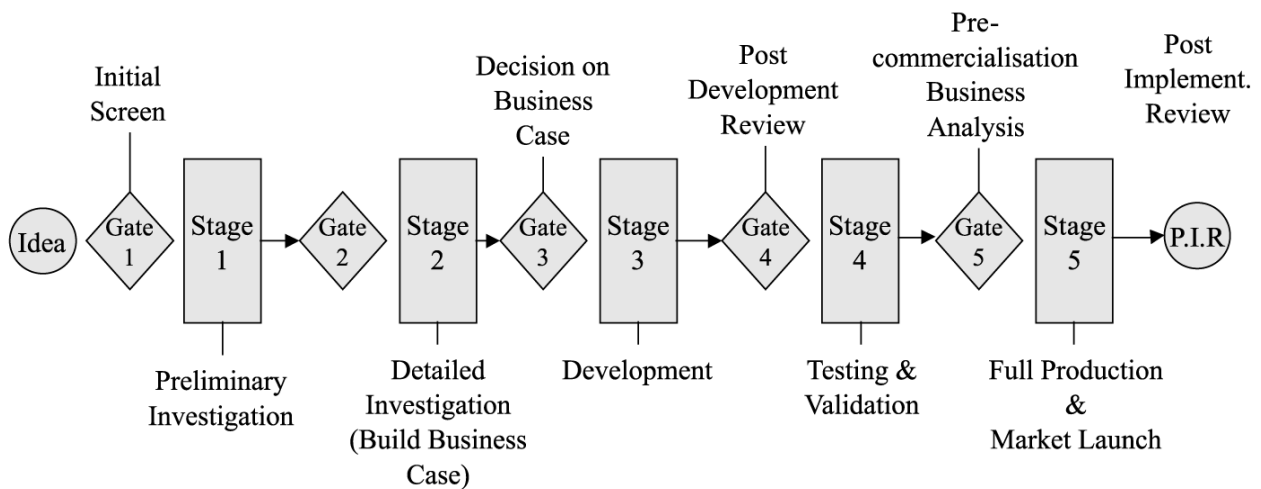 Initial
Screen
Decision on
Business
Case
Post
Development
Review
Pre-
commercialisation
Business
Analysis
Post
Implement.
Review
Idea
Gate
1
Stage
1
Gate
2
Stage
2
Gate
3
Stage
3
Gate
4
Stage
4
Gate
5
Stage
5
P.I.R
Preliminary
Investigation
Detailed
Investigation
(Build Business
Case)
Development
Testing &
Validation
Full Production
&
Market Launch